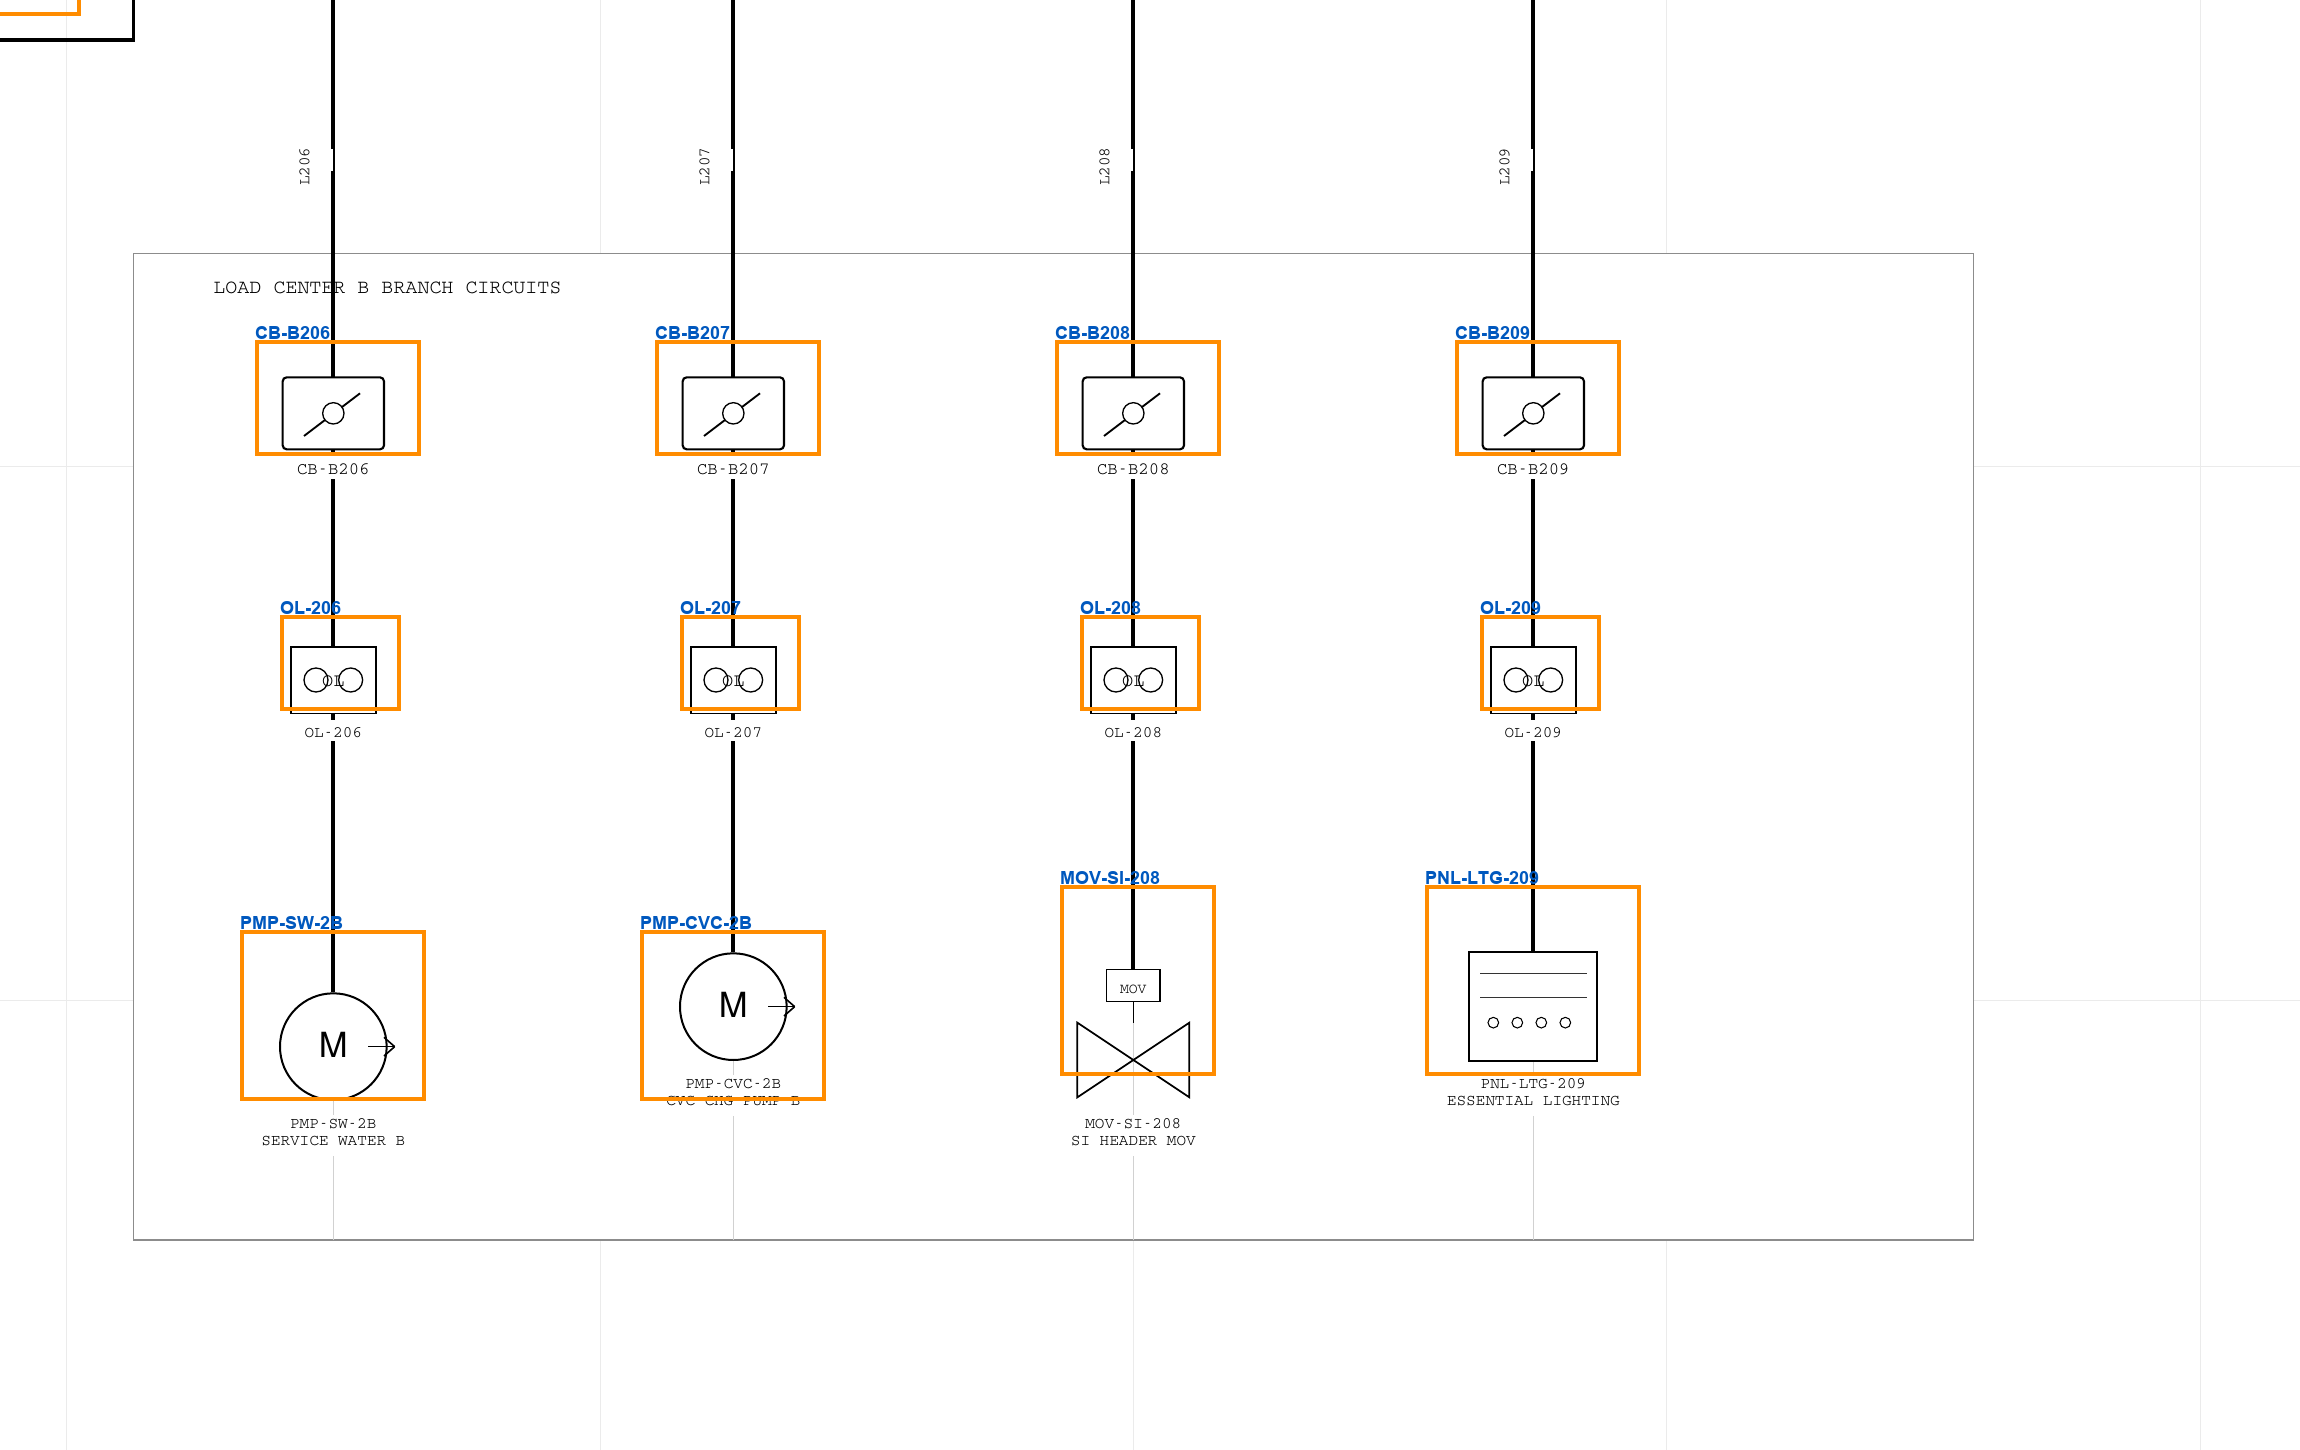 L206
L207
L208
L209
LOAD CENTER B BRANCH CIRCUITS
CB-B206
CB-B207
CB-B208
CB-B209
CB-B206
CB-B207
CB-B208
CB-B209
OL-206
OL-207
OL-208
OL-209
OL
OL
OL
OL
OL-206
OL-207
OL-208
OL-209
MOV-SI-208
PNL-LTG-209
PMP-SW-2B
PMP-CVC-2B
MOV
M
M
PMP-CVC-2B
CVC CHG PUMP B
PNL-LTG-209
ESSENTIAL LIGHTING
PMP-SW-2B
SERVICE WATER B
MOV-SI-208
SI HEADER MOV